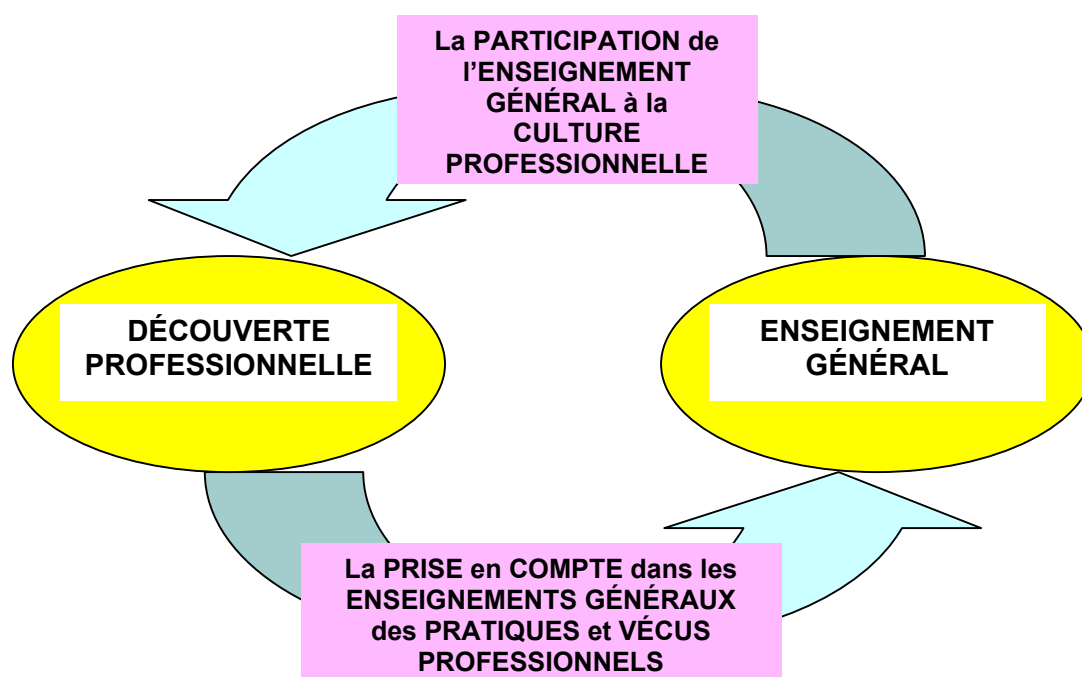 La PARTICIPATION de
l'ENSEIGNEMENT
GÉNÉRAL à la
CULTURE
PROFESSIONNELLE
DÉCOUVERTE
PROFESSIONNELLE
ENSEIGNEMENT
GÉNÉRAL
La PRISE en COMPTE dans les
ENSEIGNEMENTS GÉNÉRAUX
des PRATIQUES et VÉCUS
PROFESSIONNELS